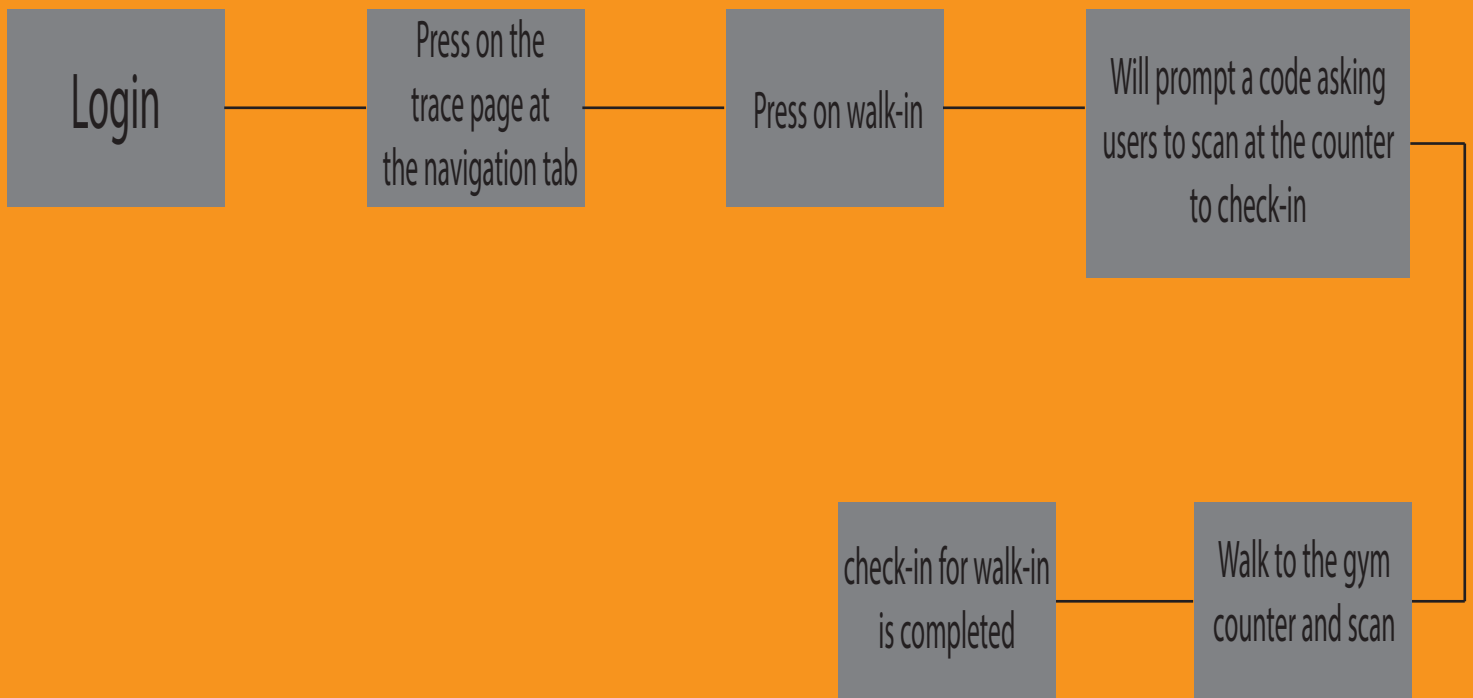 Login
Press on the
trace page at
the navigation tab
Press on walk-in
Will prompt a code asking
users to scan at the counter
to check-in
Walk to the gym
counter and scan
check-in for walk-in
is completed